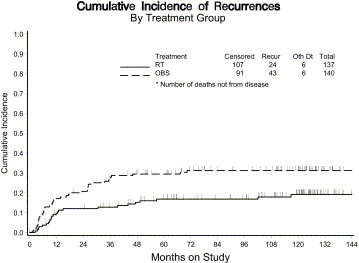 Cumulative Incidence of Recurrences
By Treatment Group
Treatment Censored Recur Oth Dt Total
RT 107 24 6 137
OBS 91 43 6 140
* Number of deaths not from disease
Cumulative Incidence
1.0
0.9
0.8
0.7
0.6
0.5
0.4
0.3
0.2
0.1
0.0
0 12 24 36 48 60 72 84 96 108 120 132 144
Months on Study